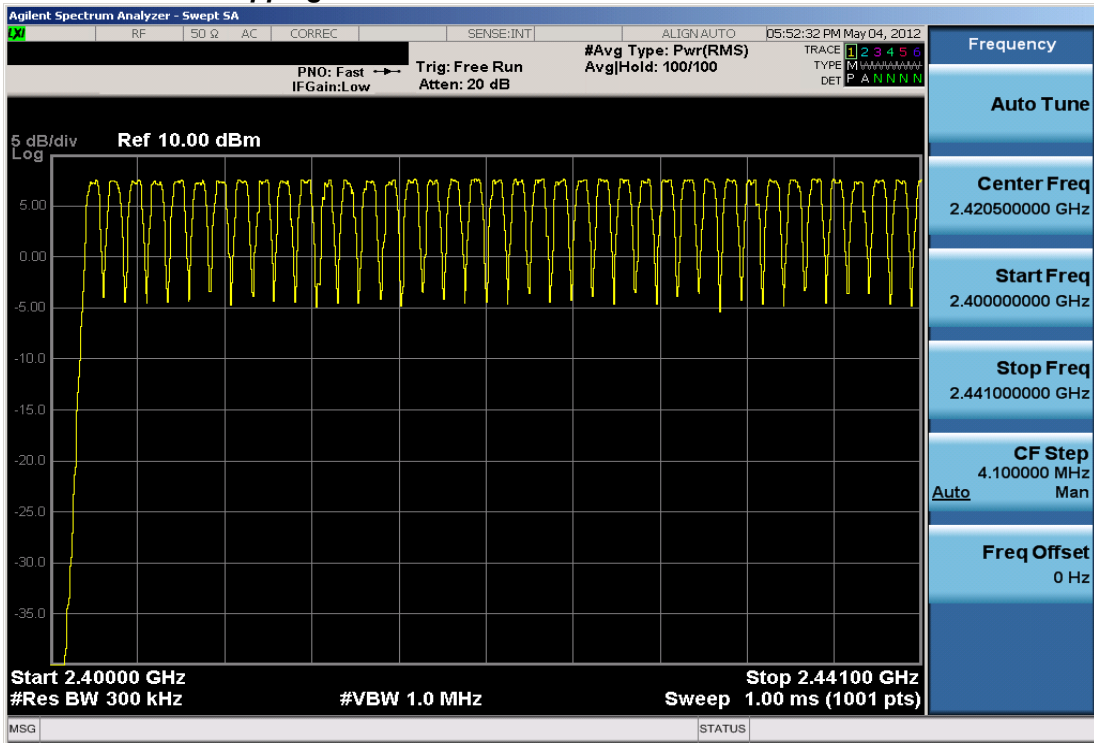 Agilent Spectrum Analyzer - Swept SA
LXI RF 50 Ω AC CORREC SENSE:INT ALIGN AUTO 05:52:32 PM May 04, 2012
PNO: Fast Trig: Free Run #Avg Type: Pwr(RMS) TRACE 1 2 3 4 5 6
IFGain:Low Atten: 20 dB Avg|Hold: 100/100 TYPE M
DET P A N N N N
5 dB/div Ref 10.00 dBm
Log
5.00
0.00
-5.00
-10.0
-15.0
-20.0
-25.0
-30.0
-35.0
Start 2.40000 GHz Stop 2.44100 GHz
#Res BW 300 kHz #VBW 1.0 MHz Sweep 1.00 ms (1001 pts)
MSG STATUS
Frequency
Auto Tune
Center Freq
2.420500000 GHz
Start Freq
2.400000000 GHz
Stop Freq
2.441000000 GHz
CF Step
4.100000 MHz
Auto Man
Freq Offset
0 Hz